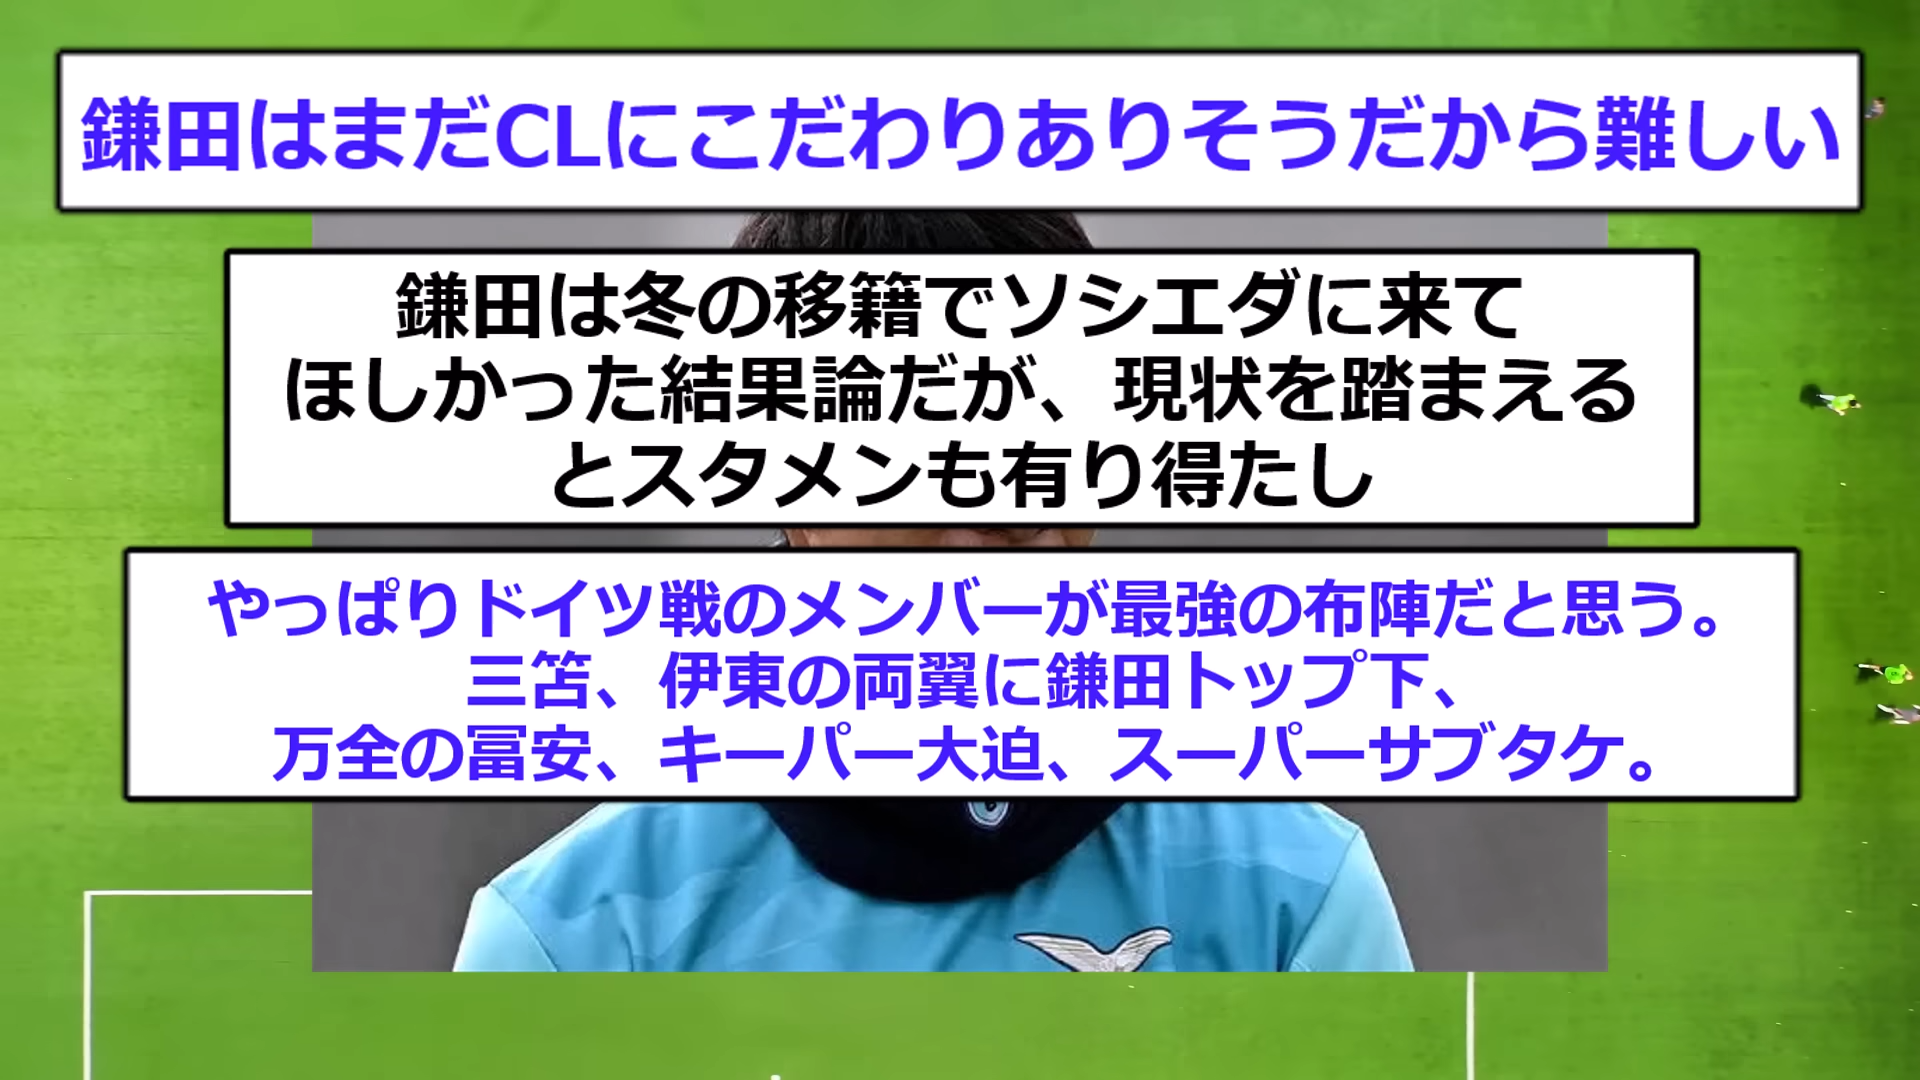 鎌田はまだCLにこだわりありそうだから難しい
鎌田は冬の移籍でソシエダに来て
ほしかった結果論だが、現状を踏まえる
とスタメンも有り得たし
やっぱりドイツ戦のメンバーが最強の布陣だと思う。
三笘、伊東の両翼に鎌田トップ下、
万全の冨安、キーパー大迫、スーパーサブタケ。